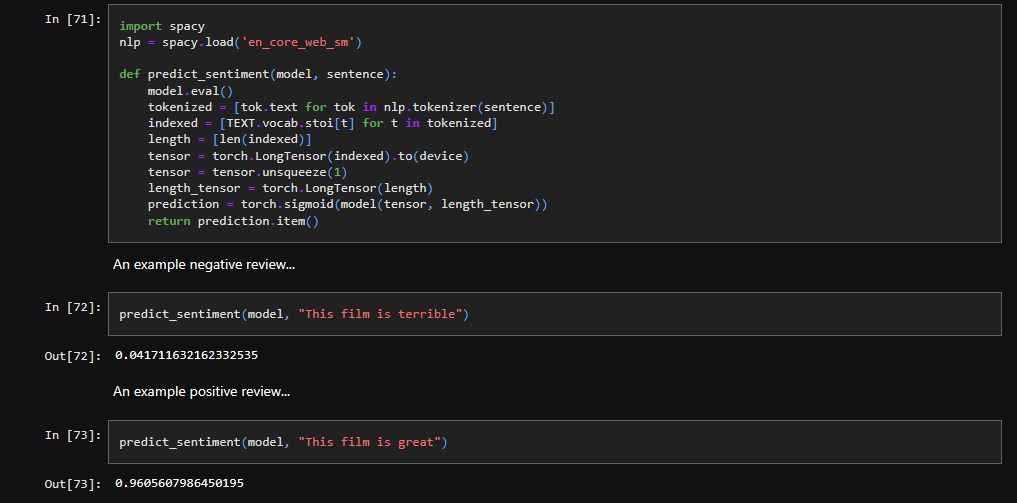 In [71]:
import spacy
nlp = spacy.load('en_core_web_sm')
def predict_sentiment(model, sentence):
    model.eval()
    tokenized = [tok.text for tok in nlp.tokenizer(sentence)]
    indexed = [TEXT.vocab.stoi[t] for t in tokenized]
    length = [len(indexed)]
    tensor = torch.LongTensor(indexed).to(device)
    tensor = tensor.unsqueeze(1)
    length_tensor = torch.LongTensor(length)
    prediction = torch.sigmoid(model(tensor, length_tensor))
    return prediction.item()
An example negative review...
In [72]:
predict_sentiment(model, "This film is terrible")
Out[72]: 0.041711632162332535
An example positive review...
In [73]:
predict_sentiment(model, "This film is great")
Out[73]: 0.9605607986450195